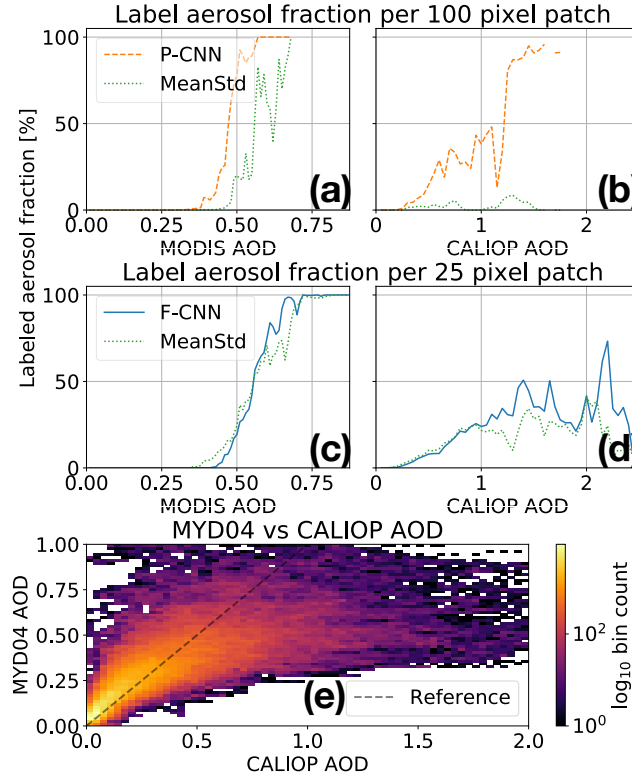 Label aerosol fraction per 100 pixel patch
100
50
0
P-CNN
MeanStd
(a)
(b)
0.00 0.25 0.50 0.75
0 1 2
MODIS AOD
CALIOP AOD
Labeled aerosol fraction [%]
Label aerosol fraction per 25 pixel patch
100
50
0
F-CNN
MeanStd
(c)
(d)
0.00 0.25 0.50 0.75
0 1 2
MODIS AOD
CALIOP AOD
MYD04 vs CALIOP AOD
1.00
0.75
0.50
0.25
0.00
MYD04 AOD
(e)
Reference
0.0 0.5 1.0 1.5 2.0
CALIOP AOD
10²
10⁰
log₁₀ bin count